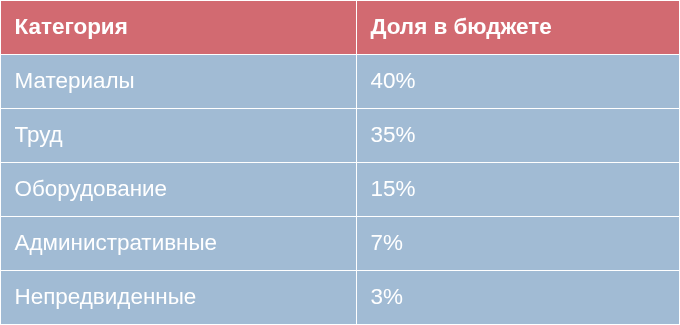 Категория Доля в бюджете
Материалы 40%
Труд 35%
Оборудование 15%
Административные 7%
Непредвиденные 3%